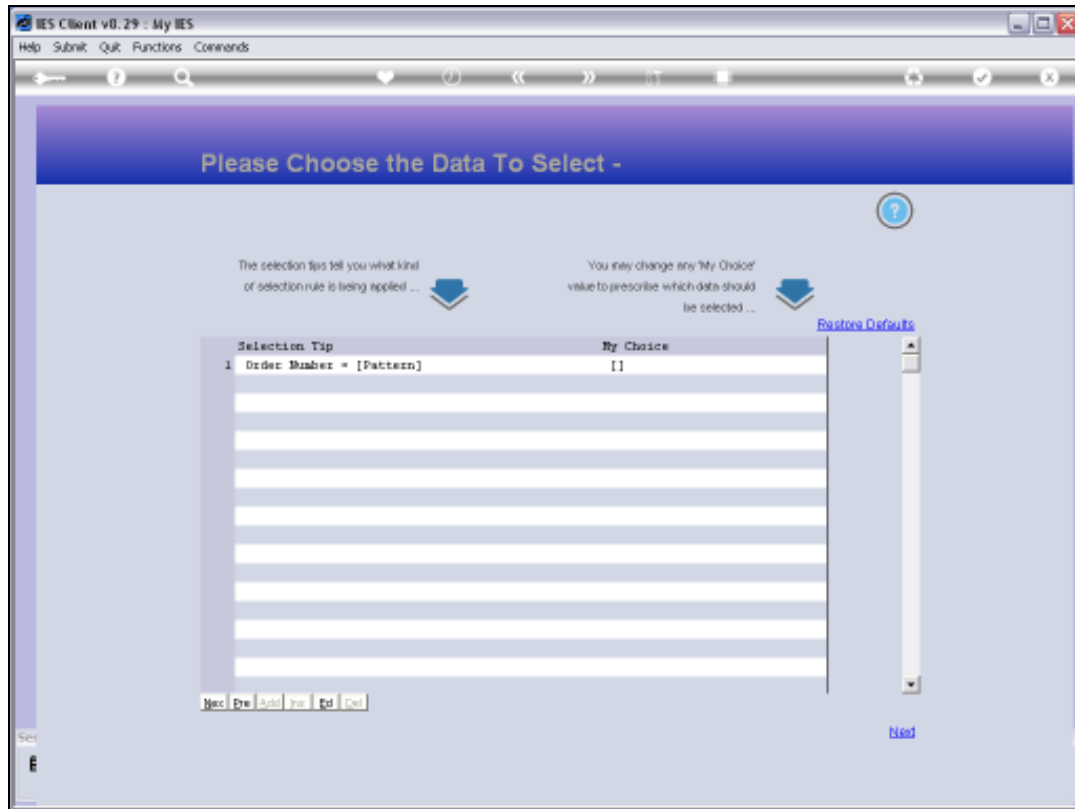 IES Client v8.29 : My IES
Help Submit Quit Functions Commands
Please Choose the Data To Select -
The selection tips tell you what kind
of selection rule is being applied ...
You may change any 'My Choice'
value to prescribe which data should
be selected ...
Restore Defaults
Selection Tip My Choice
1 Order Number = [Pattern] []
Nex Pre Add Ins Ed Del
Next
Se